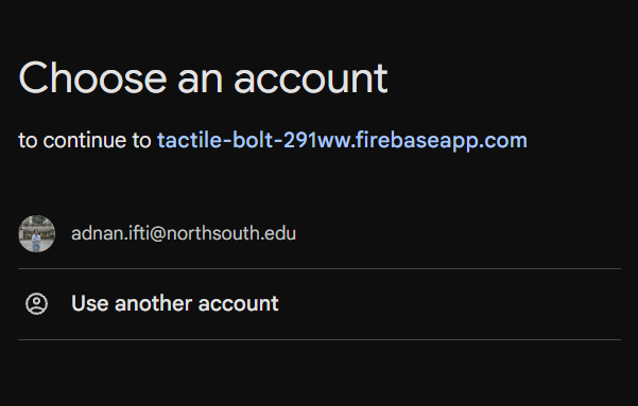 Choose an account
to continue to tactile-bolt-291ww.firebaseapp.com
adnan.ifti@northsouth.edu
Use another account